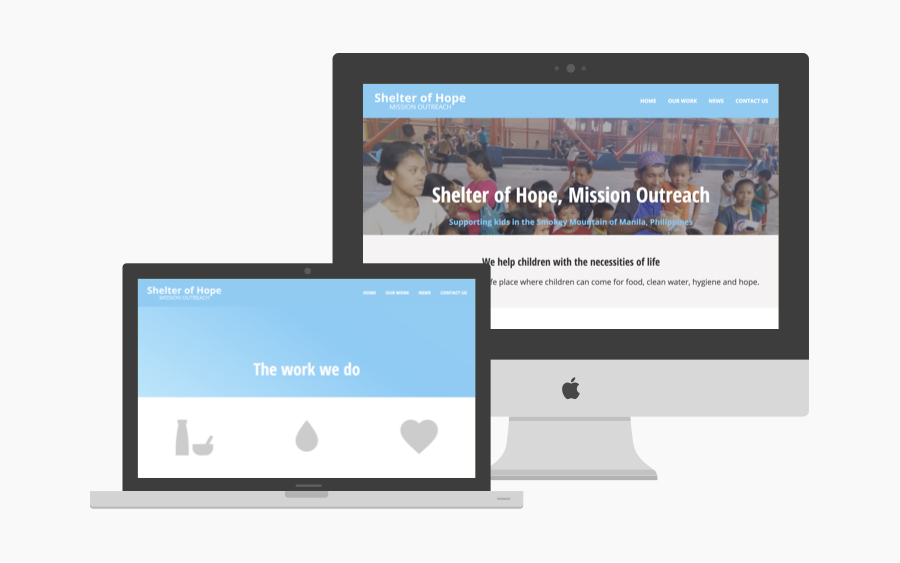 Shelter of Hope
MISSION OUTREACH
HOME OUR WORK NEWS CONTACT US
Shelter of Hope, Mission Outreach
Supporting kids in the Smokey Mountain of Manila, Philippines
We help children with the necessities of life
place where children can come for food, clean water, hygiene and hope.
Shelter of Hope
MISSION OUTREACH
HOME OUR WORK NEWS CONTACT US
The work we do